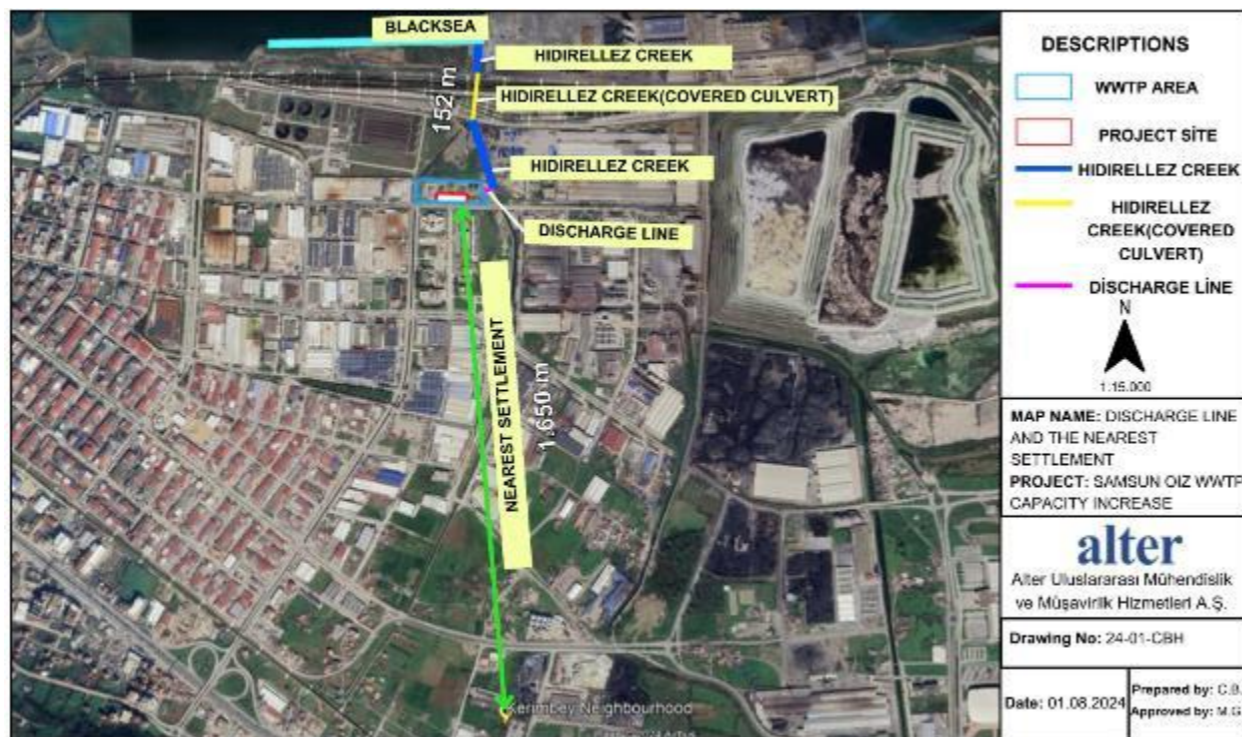 BLACKSEA
HIDIRELLEZ CREEK
152 m
HIDIRELLEZ CREEK(COVERED CULVERT)
HIDIRELLEZ CREEK
DISCHARGE LINE
NEAREST SETTLEMENT
1.650 m
Kerimbey Neighbourhood
DESCRIPTIONS
WWTP AREA
PROJECT SİTE
HIDIRELLEZ CREEK
HIDIRELLEZ
CREEK(COVERED
CULVERT)
DİSCHARGE LİNE
N
1:15.000
MAP NAME: DISCHARGE LINE
AND THE NEAREST
SETTLEMENT
PROJECT: SAMSUN OIZ WWTP
CAPACITY INCREASE
alter
Alter Uluslararası Mühendislik
ve Müşavirlik Hizmetleri A.Ş.
Drawing No: 24-01-CBH
Date: 01.08.2024
Prepared by: C.B.
Approved by: M.G